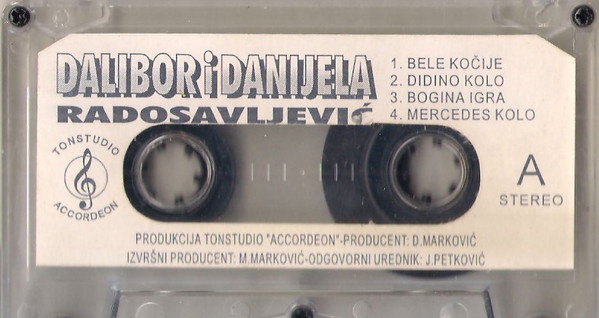 DALIBOR i DANIJELA
RADOSAVLJEVIĆ
1. BELE KOČIJE
2. DIDINO KOLO
3. BOGINA IGRA
4. MERCEDES KOLO
TONSTUDIO
ACCORDEON
A
STEREO
PRODUKCIJA TONSTUDIO "ACCORDEON"-PRODUCENT: D.MARKOVIĆ
IZVRŠNI PRODUCENT: M.MARKOVIĆ-ODGOVORNI UREDNIK: J.PETKOVIĆ